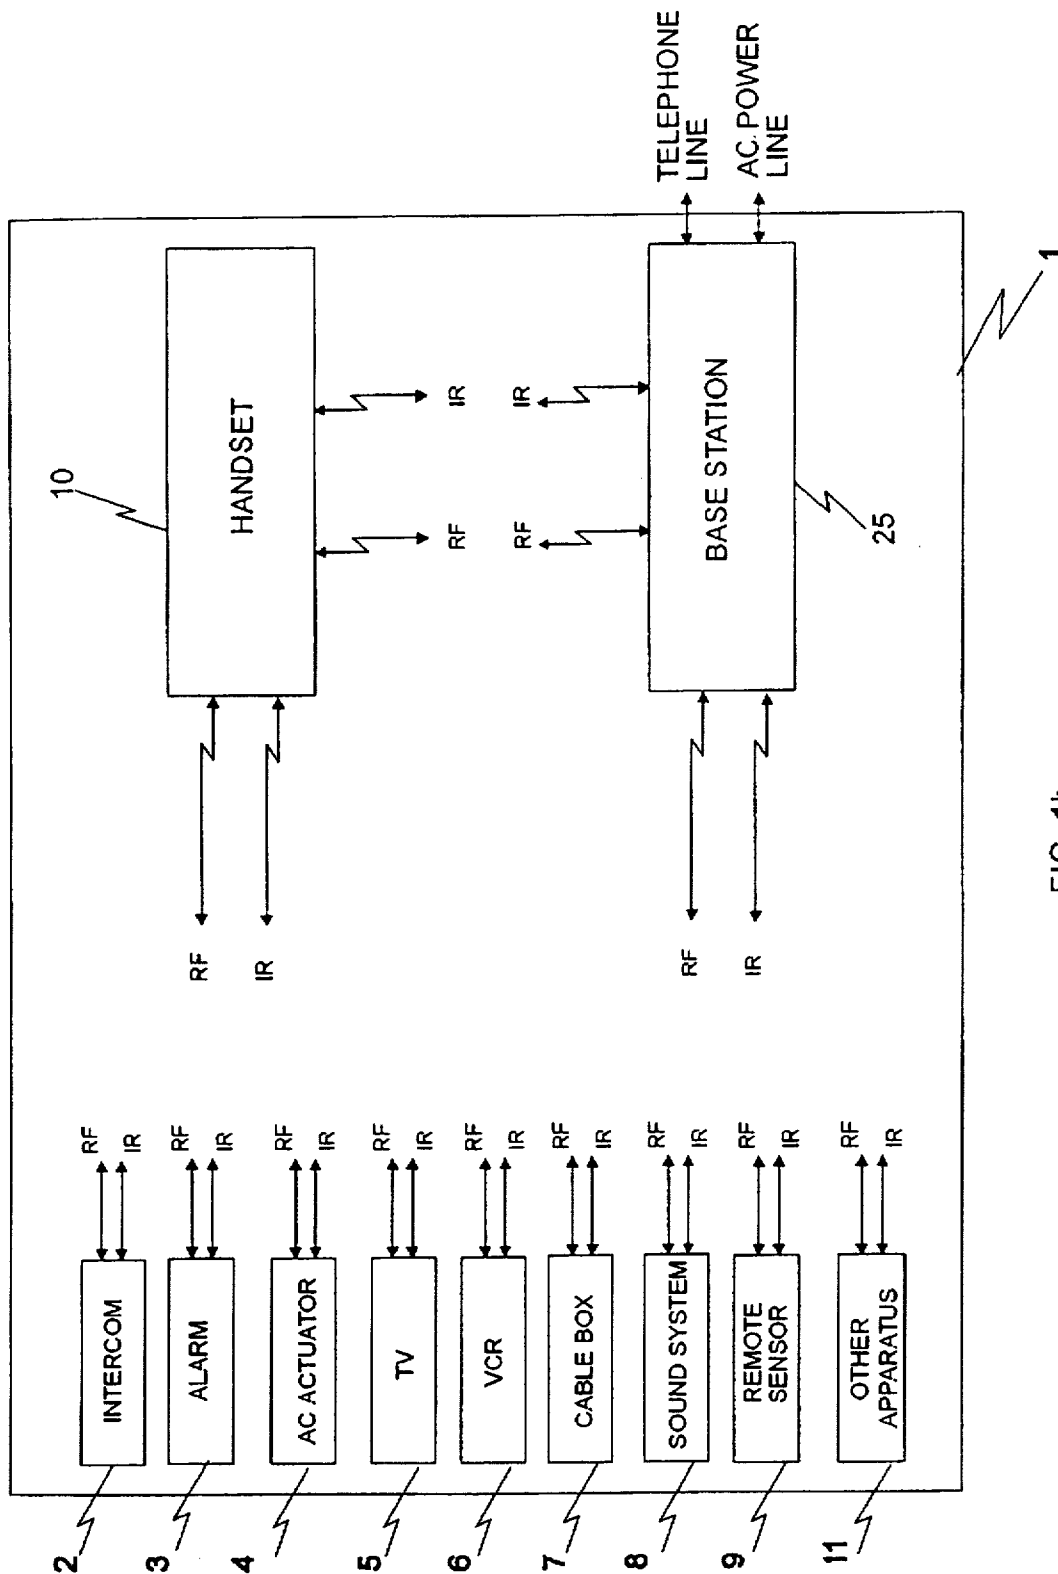 2
INTERCOM
RF
IR
3
ALARM
RF
IR
4
AC ACTUATOR
RF
IR
5
TV
RF
IR
6
VCR
RF
IR
7
CABLE BOX
RF
IR
8
SOUND SYSTEM
RF
IR
9
REMOTE
SENSOR
RF
IR
11
OTHER
APPARATUS
RF
IR
10
HANDSET
RF
IR
RF
IR
RF
IR
BASE STATION
25
RF
IR
TELEPHONE
LINE
AC POWER
LINE
1